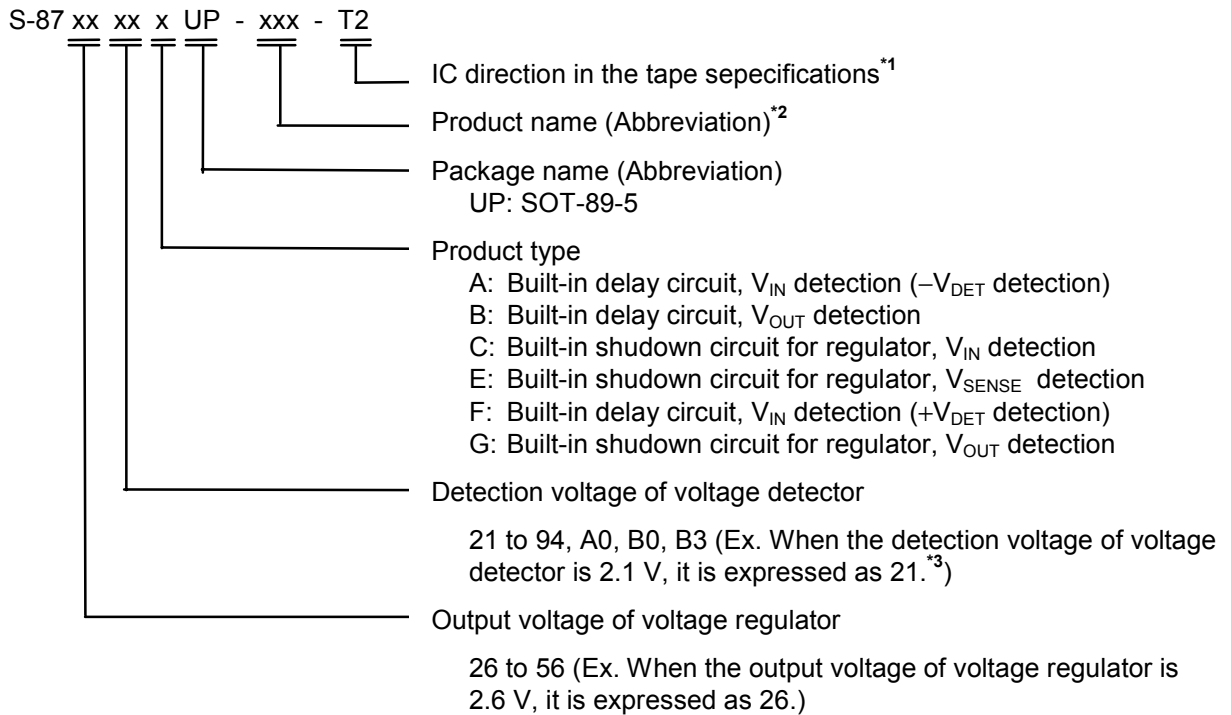 S-87 xx xx x UP - xxx - T2
IC direction in the tape sepecifications*1
Product name (Abbreviation)*2
Package name (Abbreviation)
UP: SOT-89-5
Product type
A: Built-in delay circuit, VIN detection (−VDET detection)
B: Built-in delay circuit, VOUT detection
C: Built-in shudown circuit for regulator, VIN detection
E: Built-in shudown circuit for regulator, VSENSE detection
F: Built-in delay circuit, VIN detection (+VDET detection)
G: Built-in shudown circuit for regulator, VOUT detection
Detection voltage of voltage detector
21 to 94, A0, B0, B3 (Ex. When the detection voltage of voltage
detector is 2.1 V, it is expressed as 21.*3)
Output voltage of voltage regulator
26 to 56 (Ex. When the output voltage of voltage regulator is
2.6 V, it is expressed as 26.)